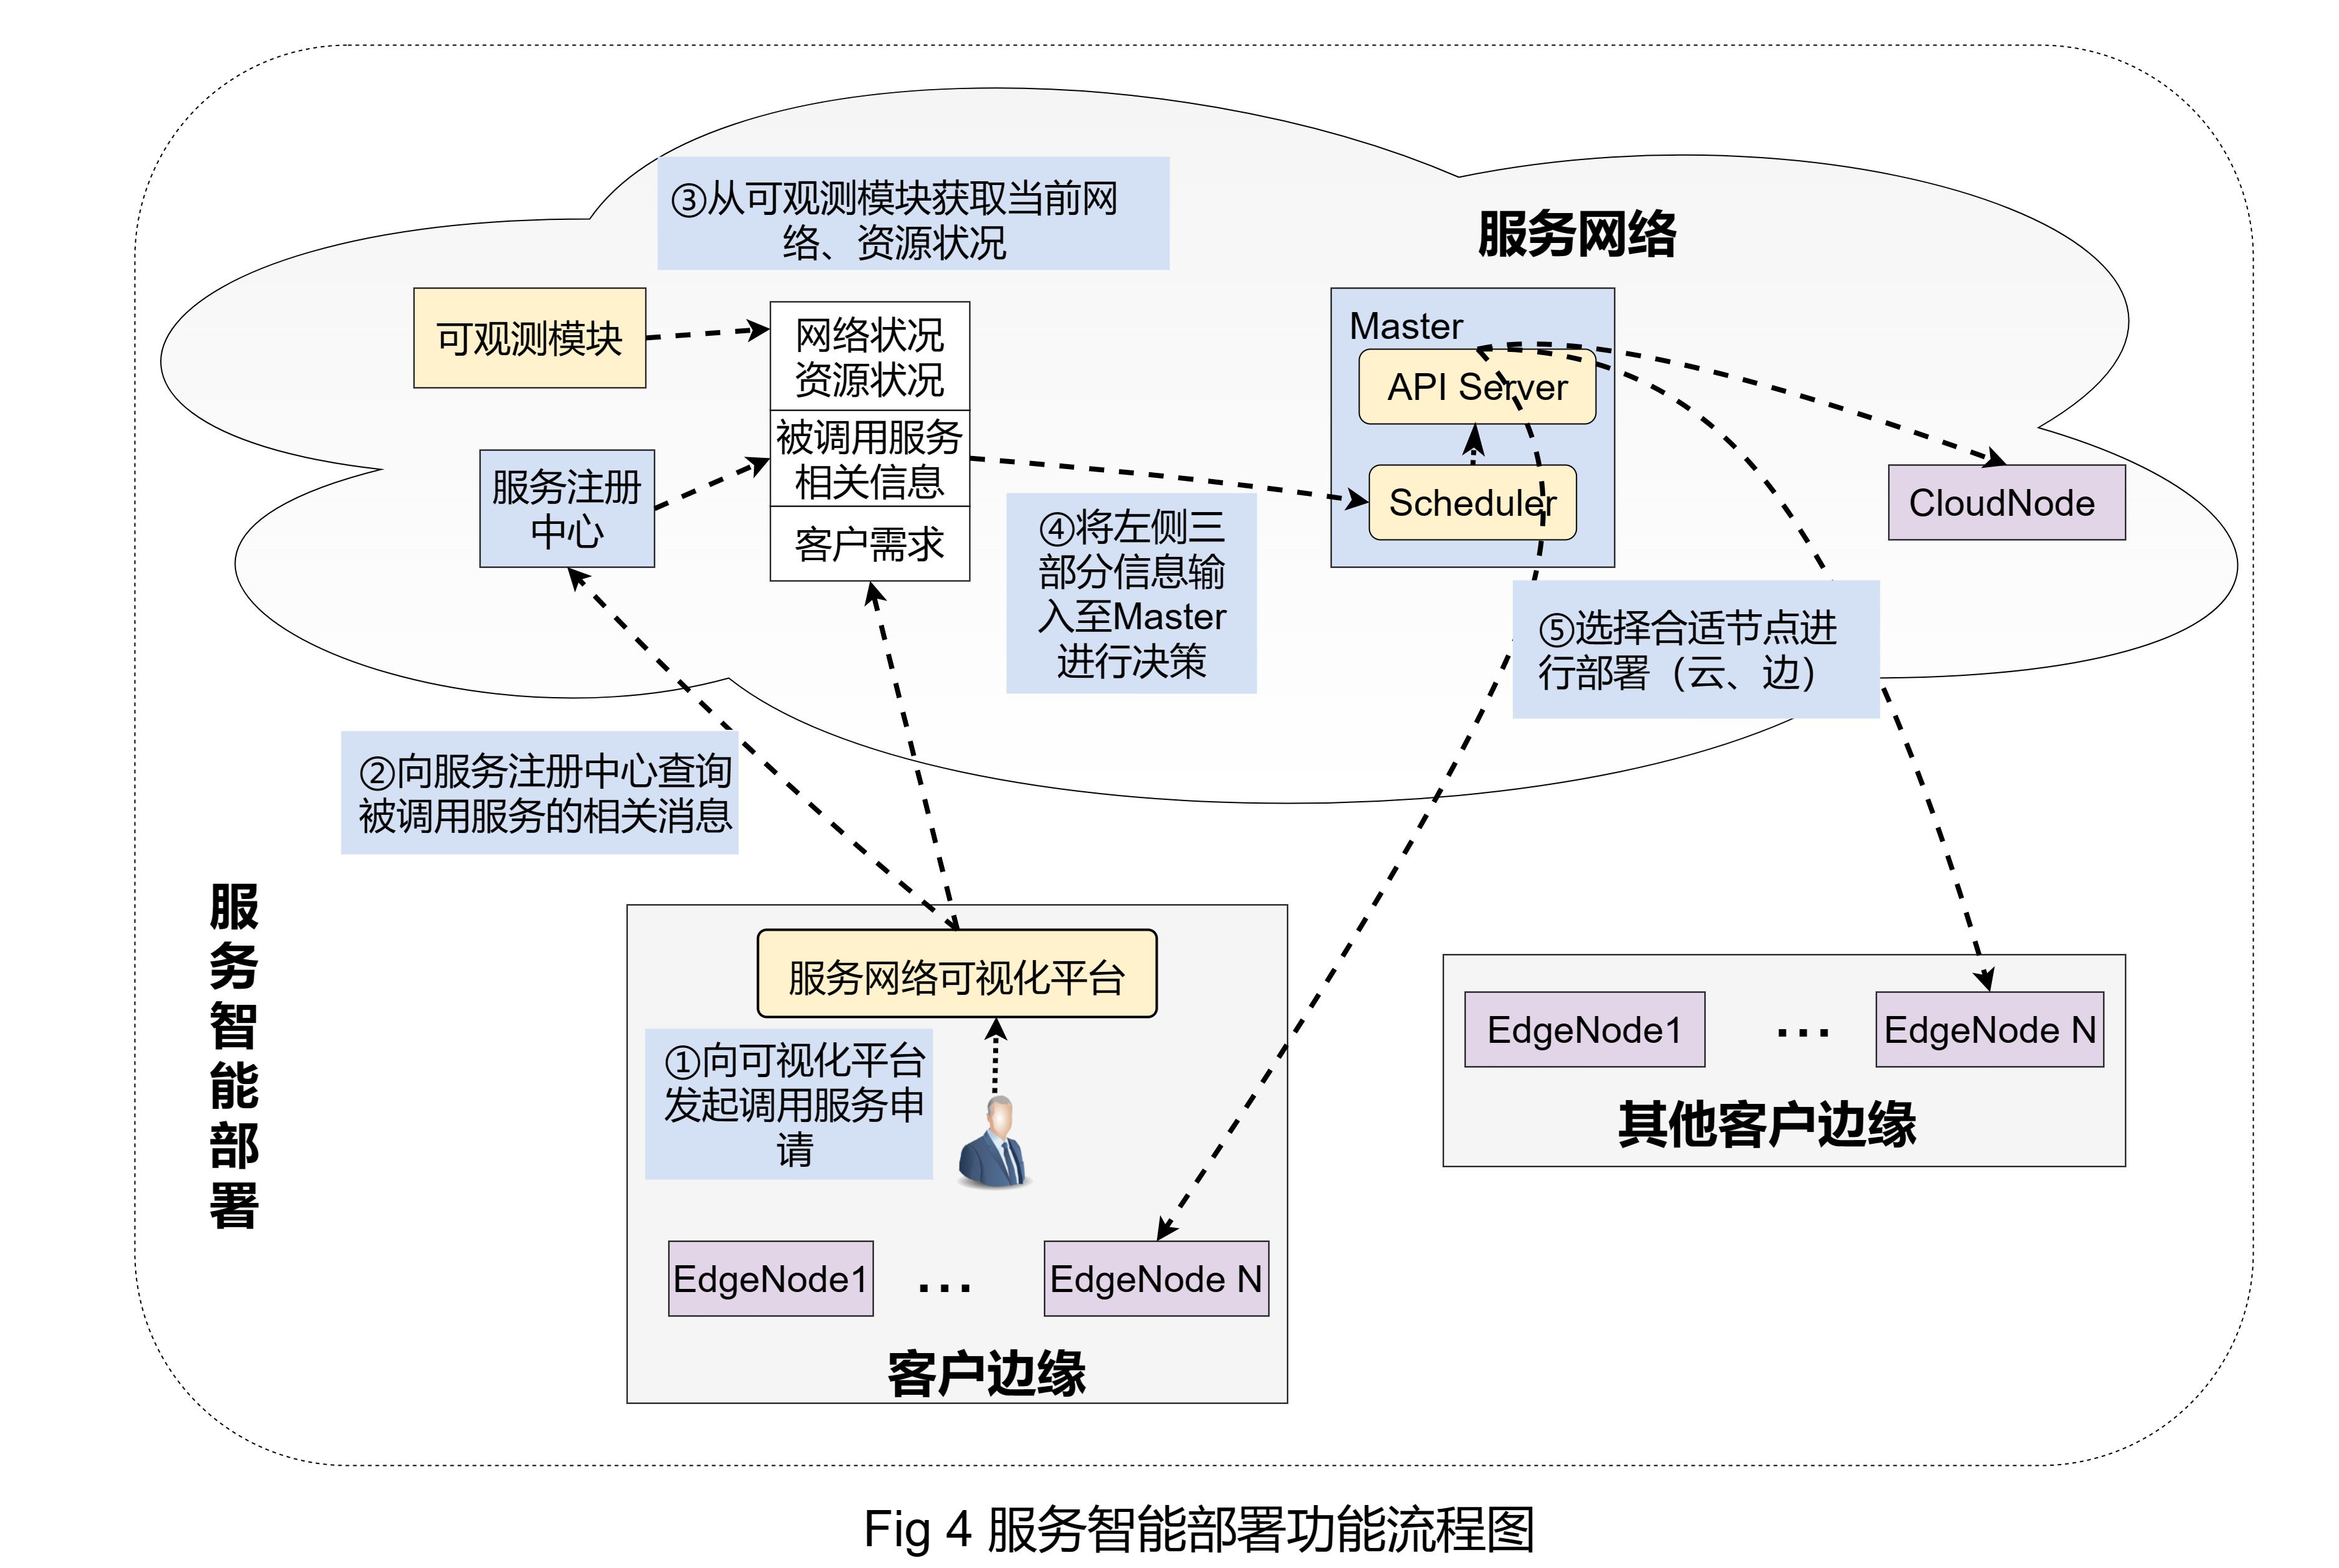 ③从可观测模块获取当前网
络、资源状况
服务网络
可观测模块
网络状况
资源状况
Master
API Server
被调用服务
相关信息
服务注册
中心
Scheduler
CloudNode
客户需求
④将左侧三
部分信息输
入至Master
进行决策
⑤选择合适节点进
行部署（云、边）
②向服务注册中心查询
被调用服务的相关消息
服
务
智
能
部
署
服务网络可视化平台
①向可视化平台
发起调用服务申
请
EdgeNode1
...
EdgeNode N
客户边缘
EdgeNode1
...
EdgeNode N
其他客户边缘
Fig 4 服务智能部署功能流程图